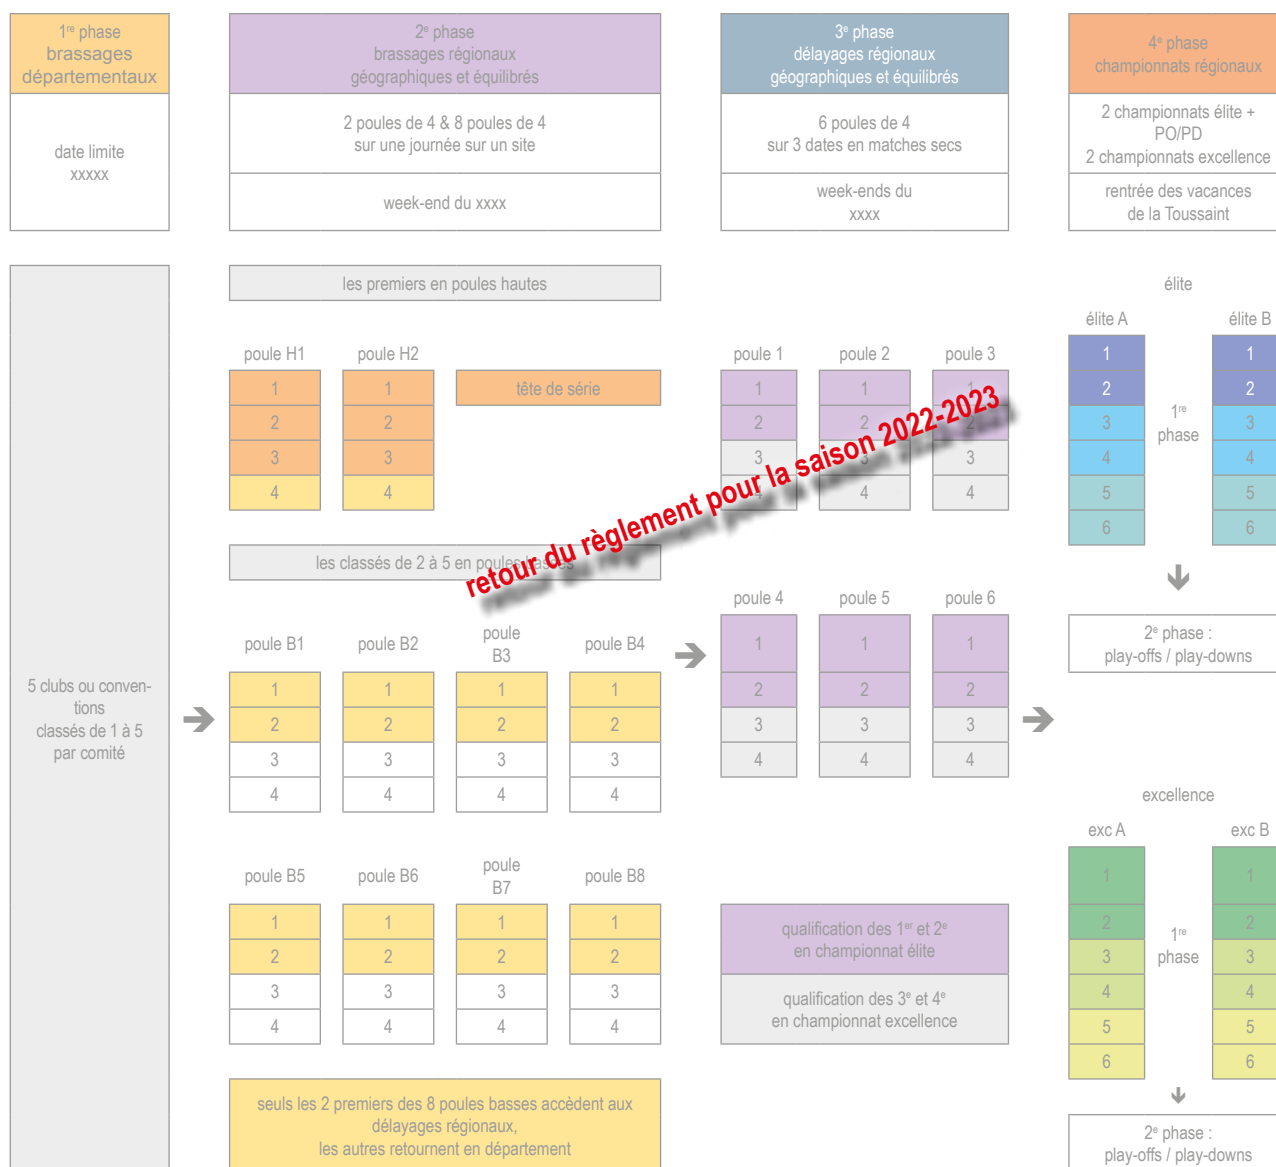 1re phase
brassages
départementaux
date limite
xxxxx
2e phase
brassages régionaux
géographiques et équilibrés
2 poules de 4 & 8 poules de 4
sur une journée sur un site
week-end du xxxx
3e phase
délayages régionaux
géographiques et équilibrés
6 poules de 4
sur 3 dates en matches secs
week-ends du
xxxx
4e phase
championnats régionaux
2 championnats élite +
PO/PD
2 championnats excellence
rentrée des vacances
de la Toussaint
5 clubs ou conven-
tions
classés de 1 à 5
par comité
les premiers en poules hautes
poule H1 poule H2
1 1 tête de série
2 2
3 3
4 4
les classés de 2 à 5 en poules basses
poule B1 poule B2 poule B3 poule B4
1 1 1 1
2 2 2 2
3 3 3 3
4 4 4 4
poule B5 poule B6 poule B7 poule B8
1 1 1 1
2 2 2 2
3 3 3 3
4 4 4 4
seuls les 2 premiers des 8 poules basses accèdent aux
délayages régionaux,
les autres retournent en département
poule 1 poule 2 poule 3
1 1 1
2 2 2
3 3 3
4 4 4
retour du règlement pour la saison 2022-2023
poule 4 poule 5 poule 6
1 1 1
2 2 2
3 3 3
4 4 4
qualification des 1er et 2e
en championnat élite
qualification des 3e et 4e
en championnat excellence
élite
élite A élite B
1 1
2 2
3 3
4 4
5 5
6 6
1re
phase
2e phase :
play-offs / play-downs
excellence
exc A exc B
1 1
2 2
3 3
4 4
5 5
6 6
1re
phase
2e phase :
play-offs / play-downs